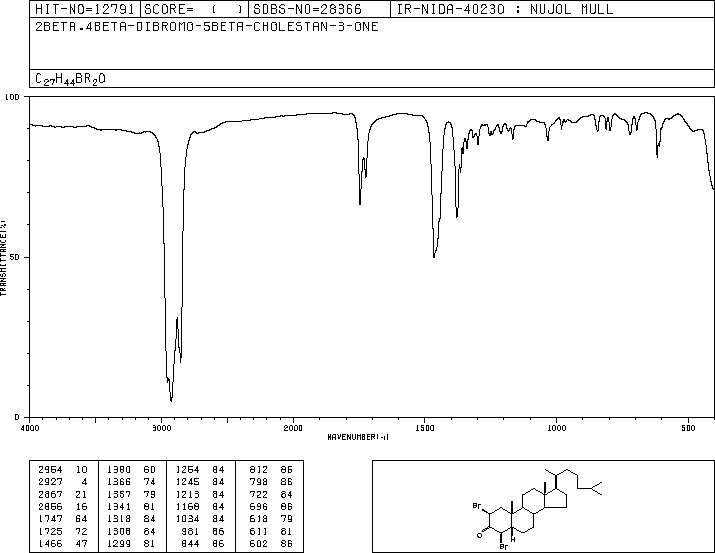 HIT-NO=12791 SCORE= ( ) SDBS-NO=28366 IR-NIDA-40230 : NUJOL MULL
2BETA,4BETA-DIBROMO-5BETA-CHOLESTAN-3-ONE
C27H44BR2O
100
50
0
TRANSMITTANCE(%)
4000 3000 2000 1500 1000 500
WAVENUMBER(-1)
2964 10 1380 60 1264 84 812 86
2927 4 1366 74 1245 84 798 86
2867 21 1357 79 1213 84 722 84
2856 16 1341 81 1168 84 696 86
1747 64 1318 84 1034 84 618 79
1725 72 1308 84 981 86 611 81
1466 47 1299 81 844 86 602 86
Br
O
H
Br